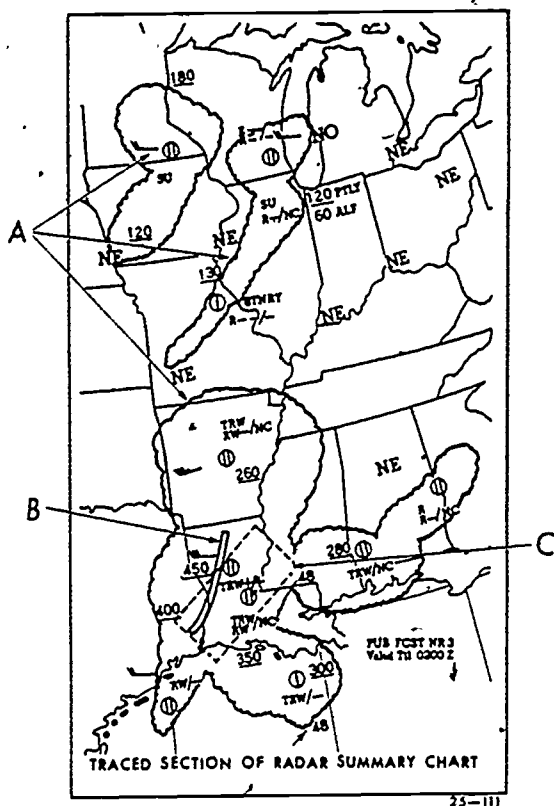 180
NO
SU
NE
A
120
SU
R-/NC
120 PTLY
60 ALF
NE
NE
NE
NE
130
STNRY
R--/-
NE
NE
TRW
RW-/NC
260
NE
R
R-/NC
B
C
450
280
TRW/NC
400
48
TRW
RW-/NC
350
RW/-
300
TRW/-
48
PUB FCST NR 3
Valid Til 0200 Z
TRACED SECTION OF RADAR SUMMARY CHART
25-111